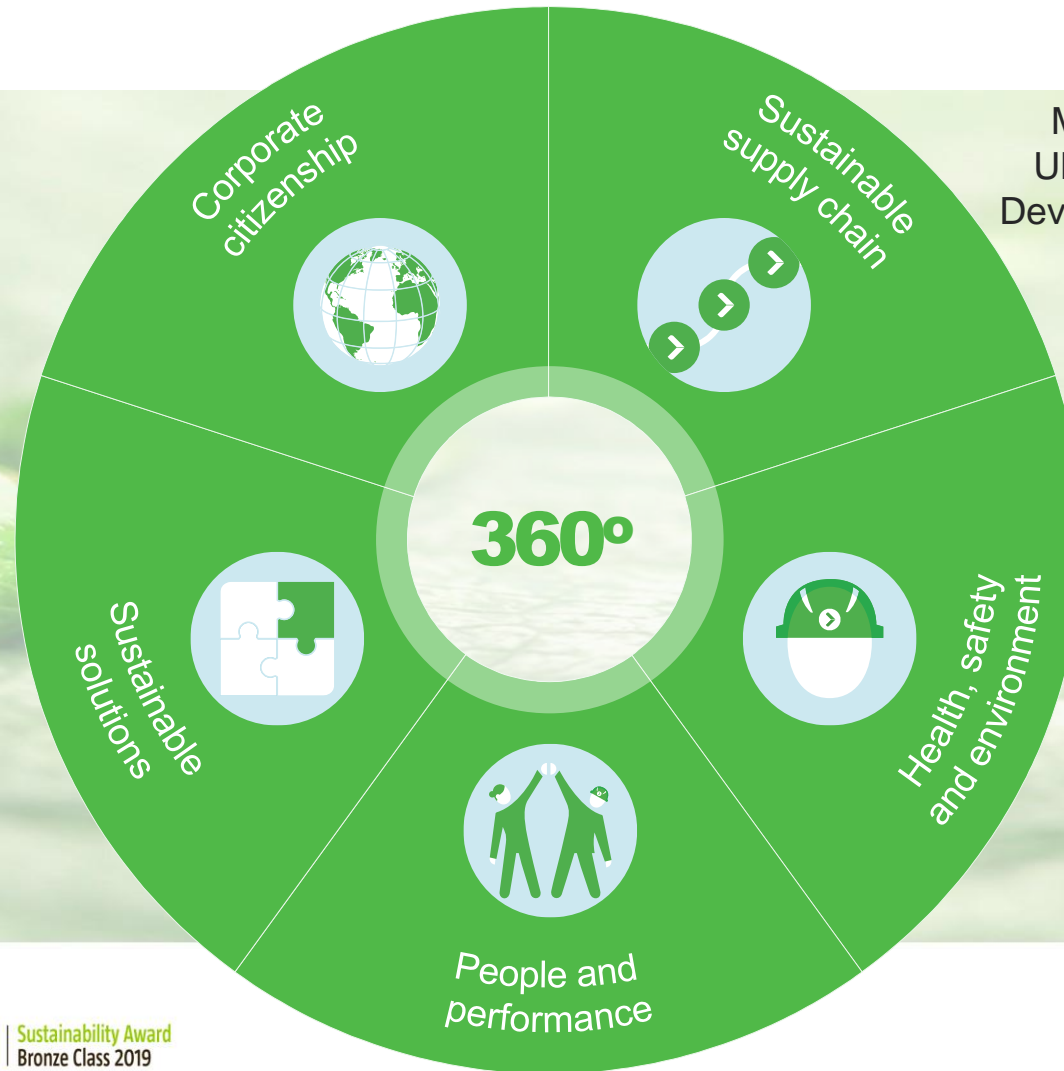 Corporate
citizenship
Sustainable
supply chain
360º
Sustainable
solutions
Health, safety
and environment
People and
performance
Sustainability Award
Bronze Class 2019